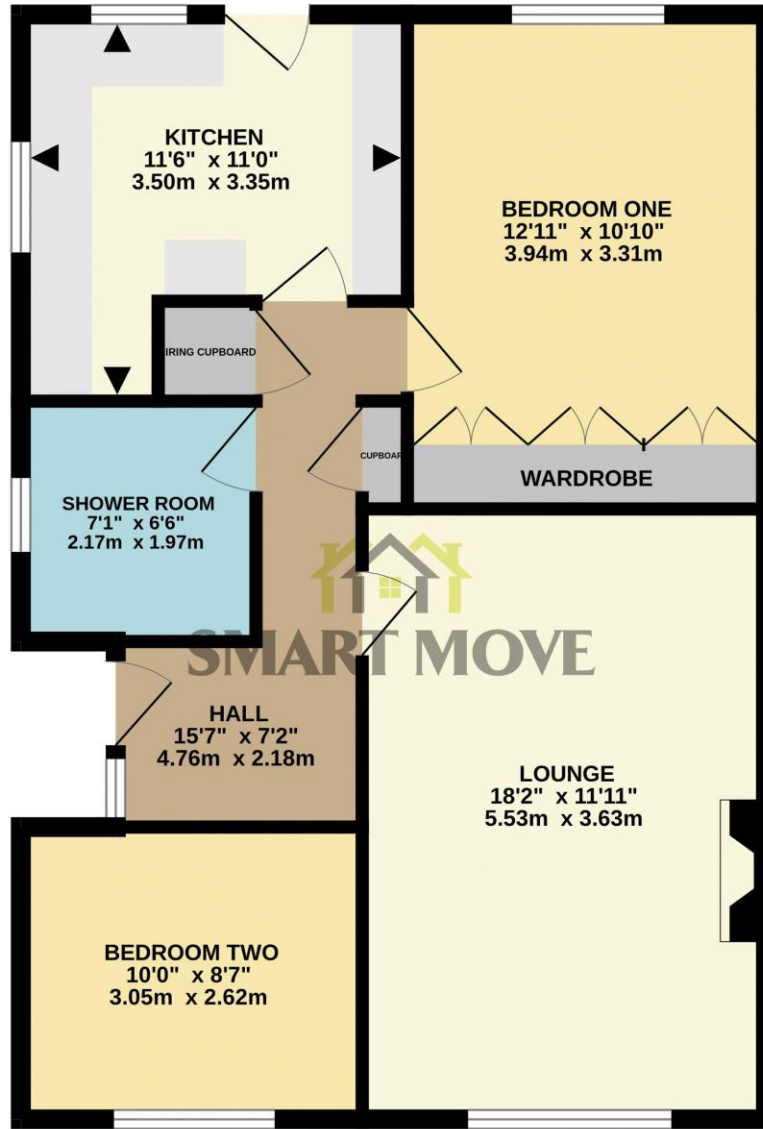 KITCHEN
11'6" x 11'0"
3.50m x 3.35m
BEDROOM ONE
12'11" x 10'10"
3.94m x 3.31m
IRING CUPBOARD
CUPBOAR
WARDROBE
SHOWER ROOM
7'1" x 6'6"
2.17m x 1.97m
SMART MOVE
HALL
15'7" x 7'2"
4.76m x 2.18m
LOUNGE
18'2" x 11'11"
5.53m x 3.63m
BEDROOM TWO
10'0" x 8'7"
3.05m x 2.62m